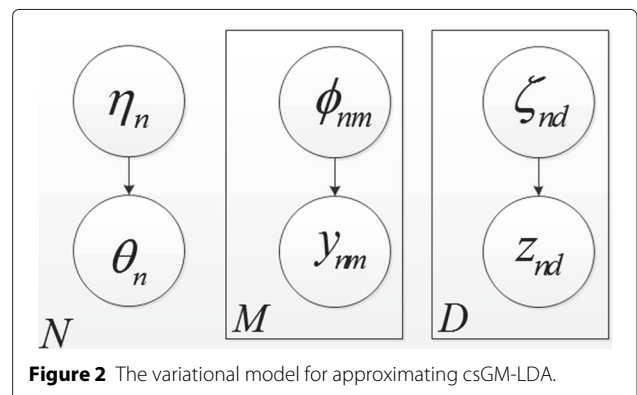 η_n ϕ_nm ζ_nd
θ_n y_nm z_nd
N M D
Figure 2 The variational model for approximating csGM-LDA.